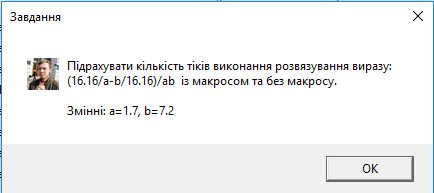 Завдання
Підрахувати кількість тіків виконання розвязування виразу:
(16.16/a-b/16.16)/ab із макросом та без макросу.
Змінні: a=1.7, b=7.2
OK